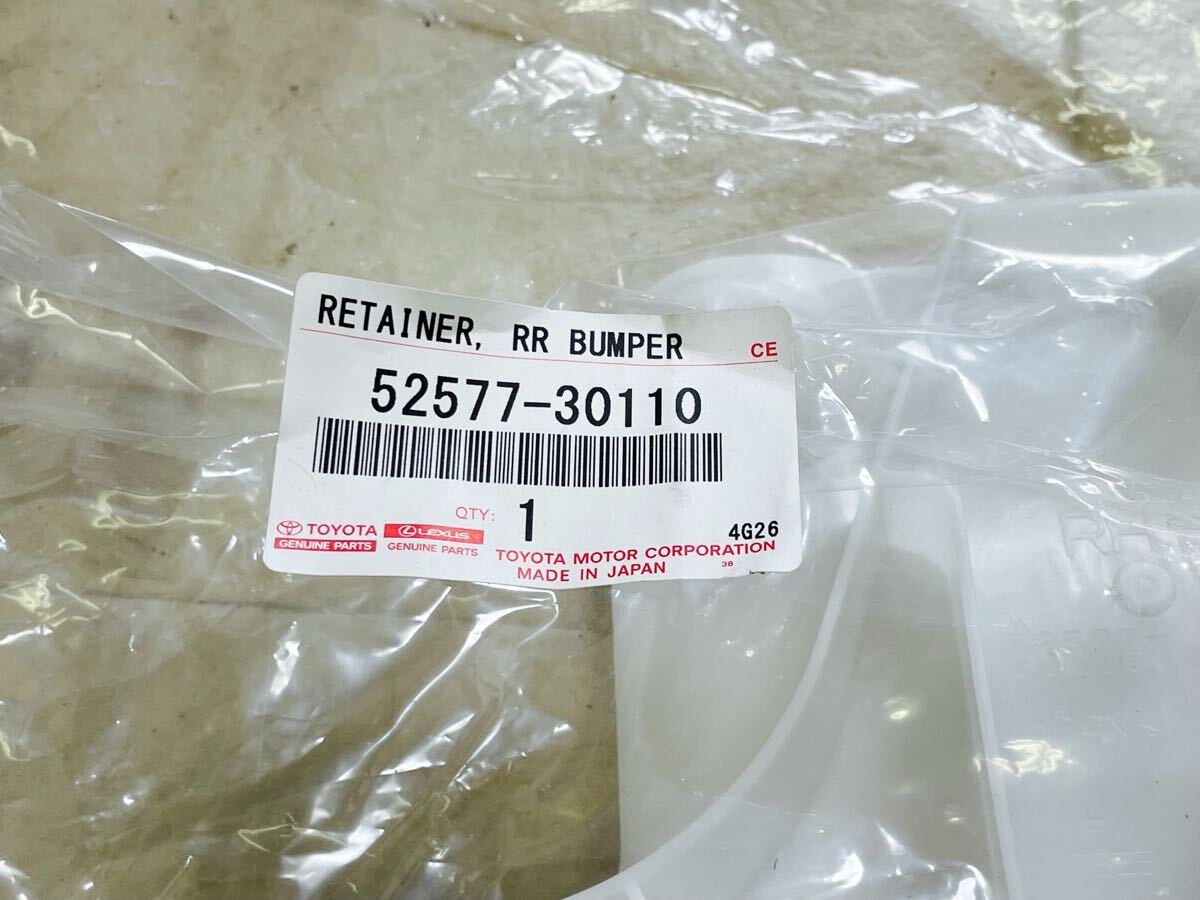 RETAINER, RR BUMPER
CE
52577-30110
QTY: 1
4G26
TOYOTA
GENUINE PARTS
LEXUS
GENUINE PARTS
TOYOTA MOTOR CORPORATION
MADE IN JAPAN
38